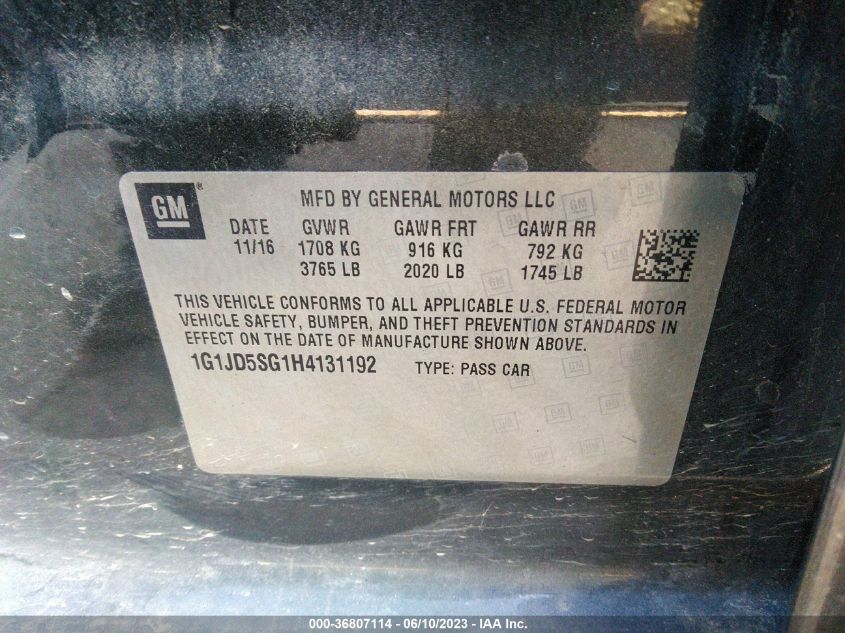 GM®
MFD BY GENERAL MOTORS LLC
DATE GVWR GAWR FRT GAWR RR
11/16 1708 KG 916 KG 792 KG
3765 LB 2020 LB 1745 LB
THIS VEHICLE CONFORMS TO ALL APPLICABLE U.S. FEDERAL MOTOR
VEHICLE SAFETY, BUMPER, AND THEFT PREVENTION STANDARDS IN
EFFECT ON THE DATE OF MANUFACTURE SHOWN ABOVE.
1G1JD5SG1H4131192 TYPE: PASS CAR
000-36807114 - 06/10/2023 - IAA Inc.